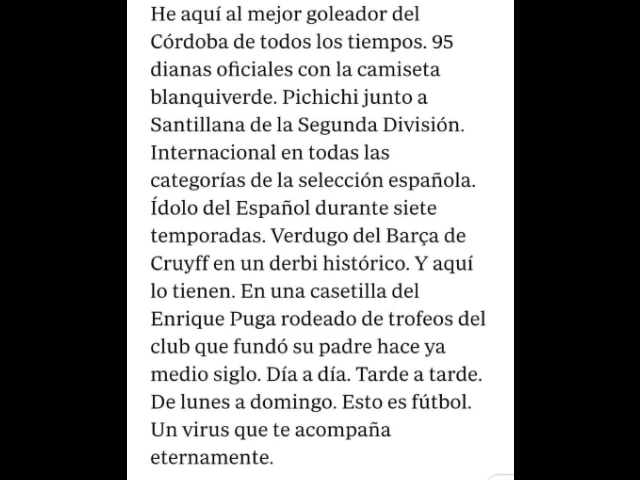 He aquí al mejor goleador del
Córdoba de todos los tiempos. 95
dianas oficiales con la camiseta
blanquiverde. Pichichi junto a
Santillana de la Segunda División.
Internacional en todas las
categorías de la selección española.
Ídolo del Español durante siete
temporadas. Verdugo del Barça de
Cruyff en un derbi histórico. Y aquí
lo tienen. En una casetilla del
Enrique Puga rodeado de trofeos del
club que fundó su padre hace ya
medio siglo. Día a día. Tarde a tarde.
De lunes a domingo. Esto es fútbol.
Un virus que te acompaña
eternamente.